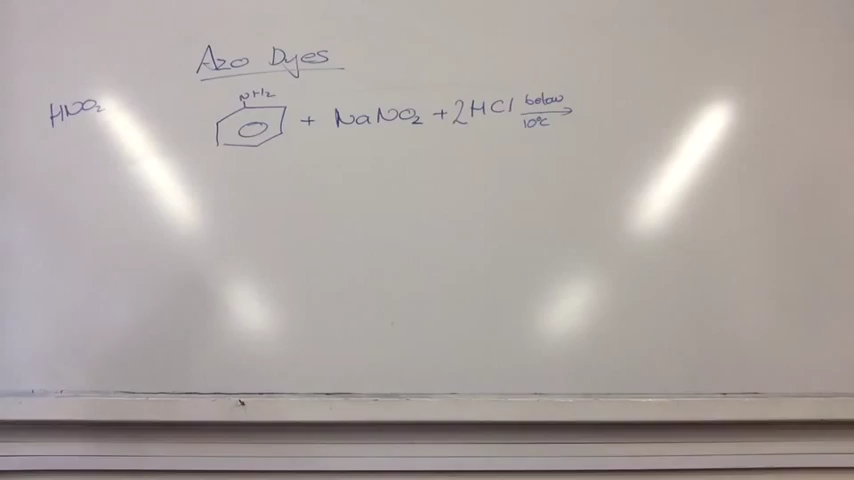 Azo Dyes
HNO₂
NH₂
+ NaNO₂ + 2HCl below
10°C